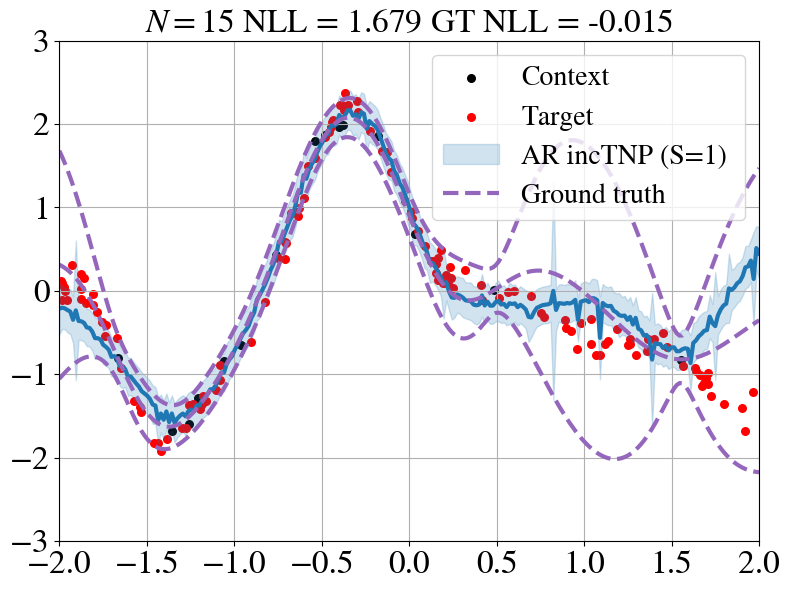 N = 15 NLL = 1.679 GT NLL = -0.015
Context
Target
AR incTNP (S=1)
Ground truth
3
2
1
0
−1
−2
−3
−2.0 −1.5 −1.0 −0.5 0.0 0.5 1.0 1.5 2.0